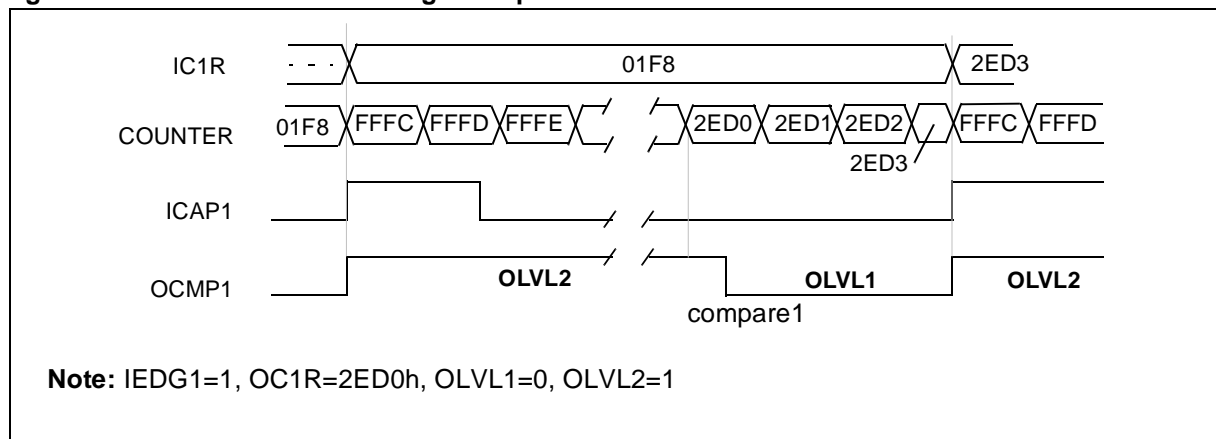 IC1R - - - 01F8 2ED3
COUNTER 01F8 FFFC FFFD FFFE 2ED0 2ED1 2ED2 FFFC FFFD
2ED3
ICAP1
OCMP1 OLVL2 OLVL1 OLVL2
compare1
Note: IEDG1=1, OC1R=2ED0h, OLVL1=0, OLVL2=1